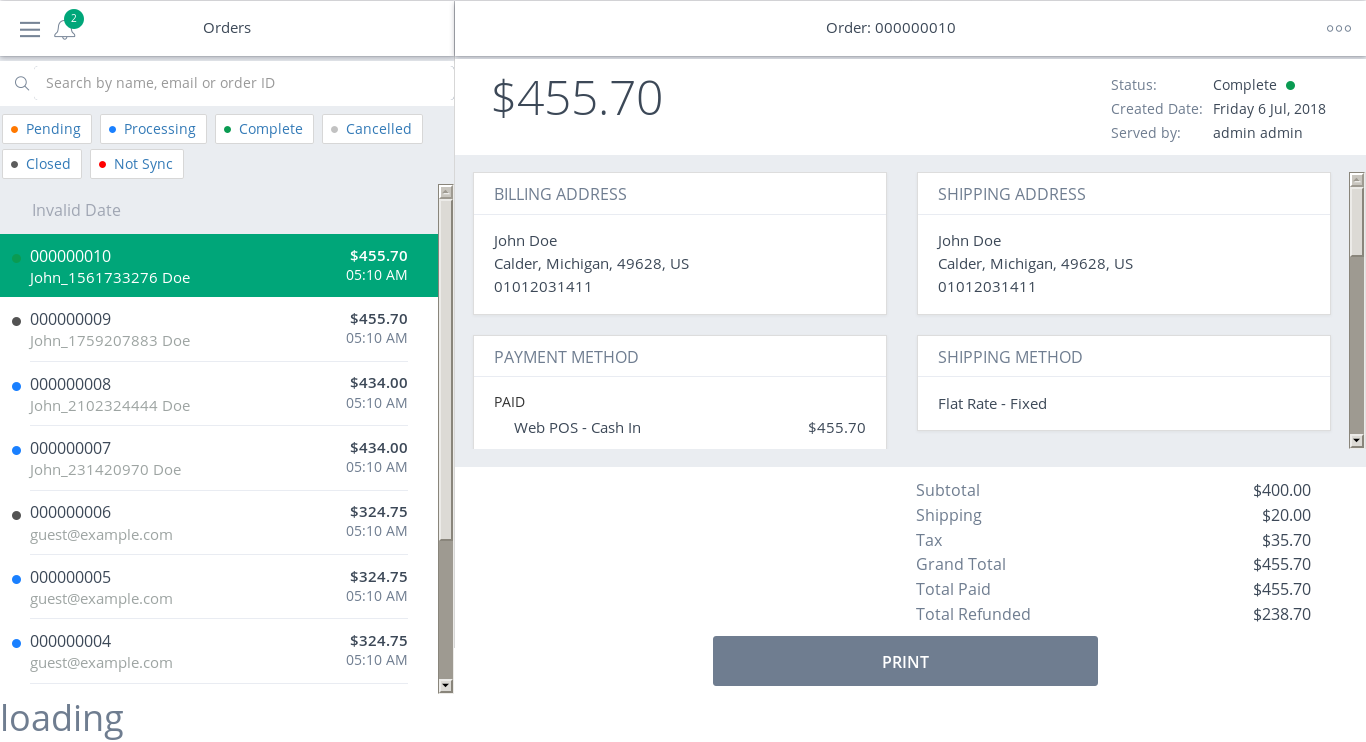 2
Orders
Search by name, email or order ID
Pending Processing Complete Cancelled
Closed Not Sync
Invalid Date
000000010 $455.70
John_1561733276 Doe 05:10 AM
000000009 $455.70
John_1759207883 Doe 05:10 AM
000000008 $434.00
John_2102324444 Doe 05:10 AM
000000007 $434.00
John_231420970 Doe 05:10 AM
000000006 $324.75
guest@example.com 05:10 AM
000000005 $324.75
guest@example.com 05:10 AM
000000004 $324.75
guest@example.com 05:10 AM
loading
Order: 000000010
$455.70
Status: Complete
Created Date: Friday 6 Jul, 2018
Served by: admin admin
BILLING ADDRESS
John Doe
Calder, Michigan, 49628, US
01012031411
SHIPPING ADDRESS
John Doe
Calder, Michigan, 49628, US
01012031411
PAYMENT METHOD
PAID
Web POS - Cash In $455.70
SHIPPING METHOD
Flat Rate - Fixed
Subtotal $400.00
Shipping $20.00
Tax $35.70
Grand Total $455.70
Total Paid $455.70
Total Refunded $238.70
PRINT